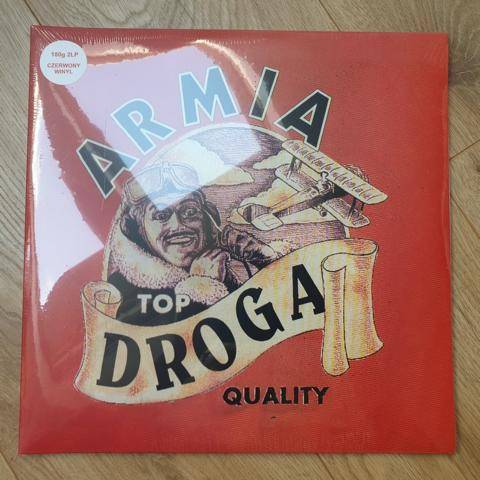 180g 2LP
CZERWONY
WINYL
ARMIA
TOP
DROGA
QUALITY